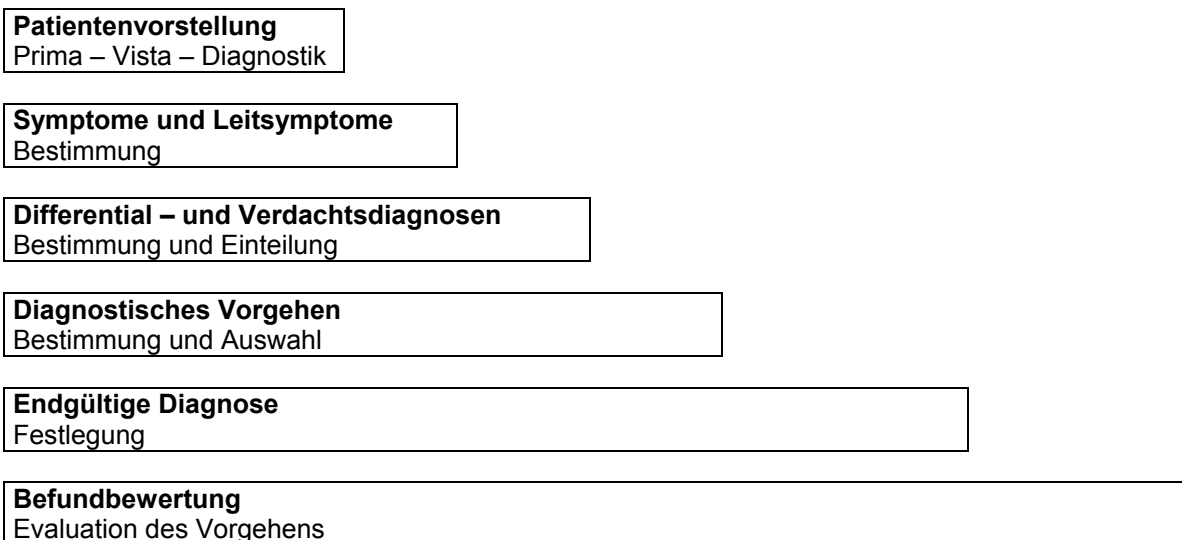 Patientenvorstellung
Prima – Vista – Diagnostik
Symptome und Leitsymptome
Bestimmung
Differential – und Verdachtsdiagnosen
Bestimmung und Einteilung
Diagnostisches Vorgehen
Bestimmung und Auswahl
Endgültige Diagnose
Festlegung
Befundbewertung
Evaluation des Vorgehens